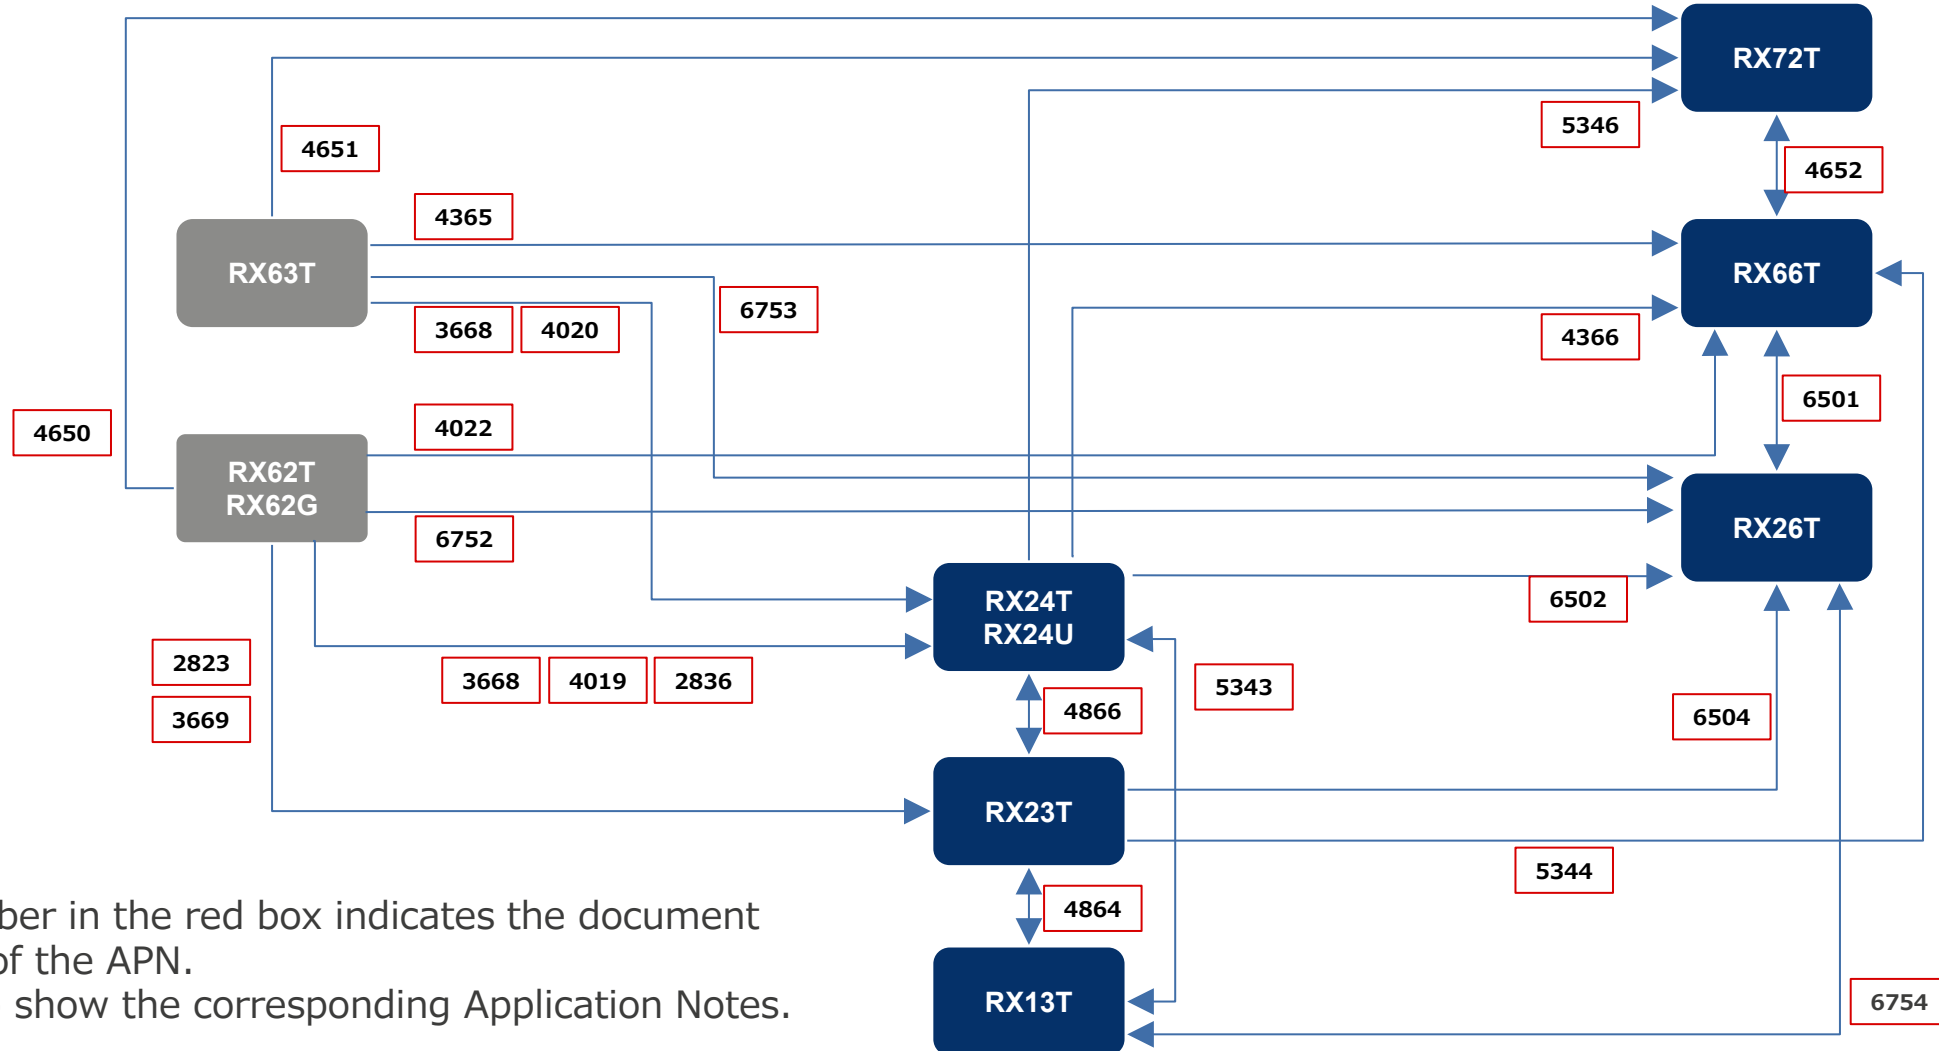 RX72T
5346
4651
4652
4365
RX63T
RX66T
6753
3668 4020
4366
6501
4650
4022
RX62T
RX62G
RX26T
6752
RX24T
RX24U
6502
2823
3668 4019 2836
5343
3669
4866
6504
RX23T
5344
4864
ber in the red box indicates the document
of the APN.
show the corresponding Application Notes.
RX13T
6754